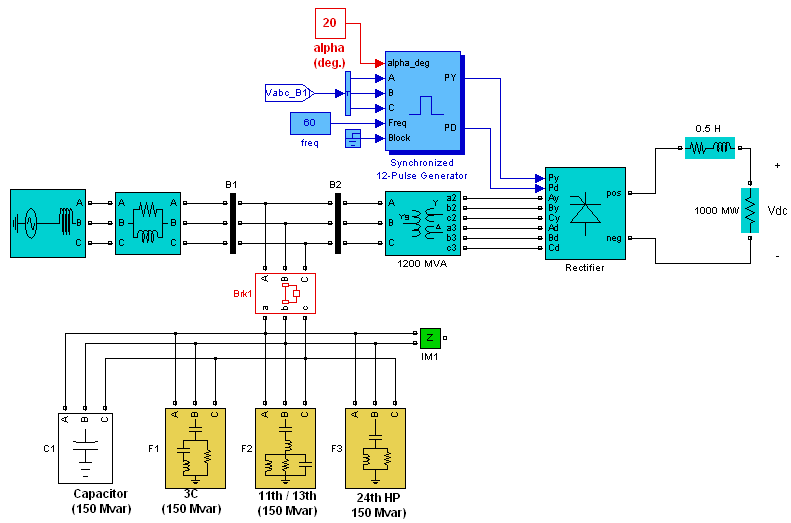 20
alpha
(deg.)
alpha_deg
A
B
C
Freq
Block
PY
PD
Vabc_B1
T
60
freq
Synchronized
12-Pulse Generator
0.5 H
+
1000 MW
Vdc
-
Py
Pd
Ay
By
Cy
Ad
Bd
Cd
pos
neg
Rectifier
A
B
C
A
B
C
A
B
C
B1
B2
A
B
C
Yg
Y
Δ
a2
b2
c2
a3
b3
c3
1200 MVA
Brk1
A
B
C
a
b
c
Z
IM1
A
B
C
C1
Capacitor
(150 Mvar)
A
B
C
F1
3C
(150 Mvar)
A
B
C
F2
11th / 13th
(150 Mvar)
A
B
C
F3
24th HP
150 Mvar)